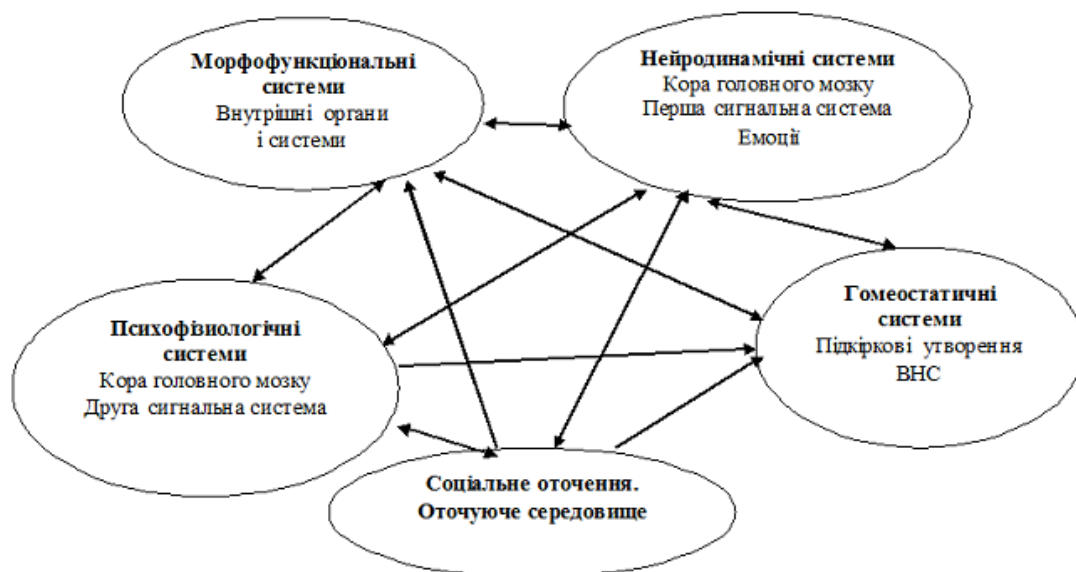 Морфофункціональні
системи
Внутрішні органи
і системи
Нейродинамічні системи
Кора головного мозку
Перша сигнальна система
Емоції
Гомеостатичні
системи
Підкіркові утворення
ВНС
Психофізиологічні
системи
Кора головного мозку
Друга сигнальна система
Соціальне оточення.
Оточуюче середовище